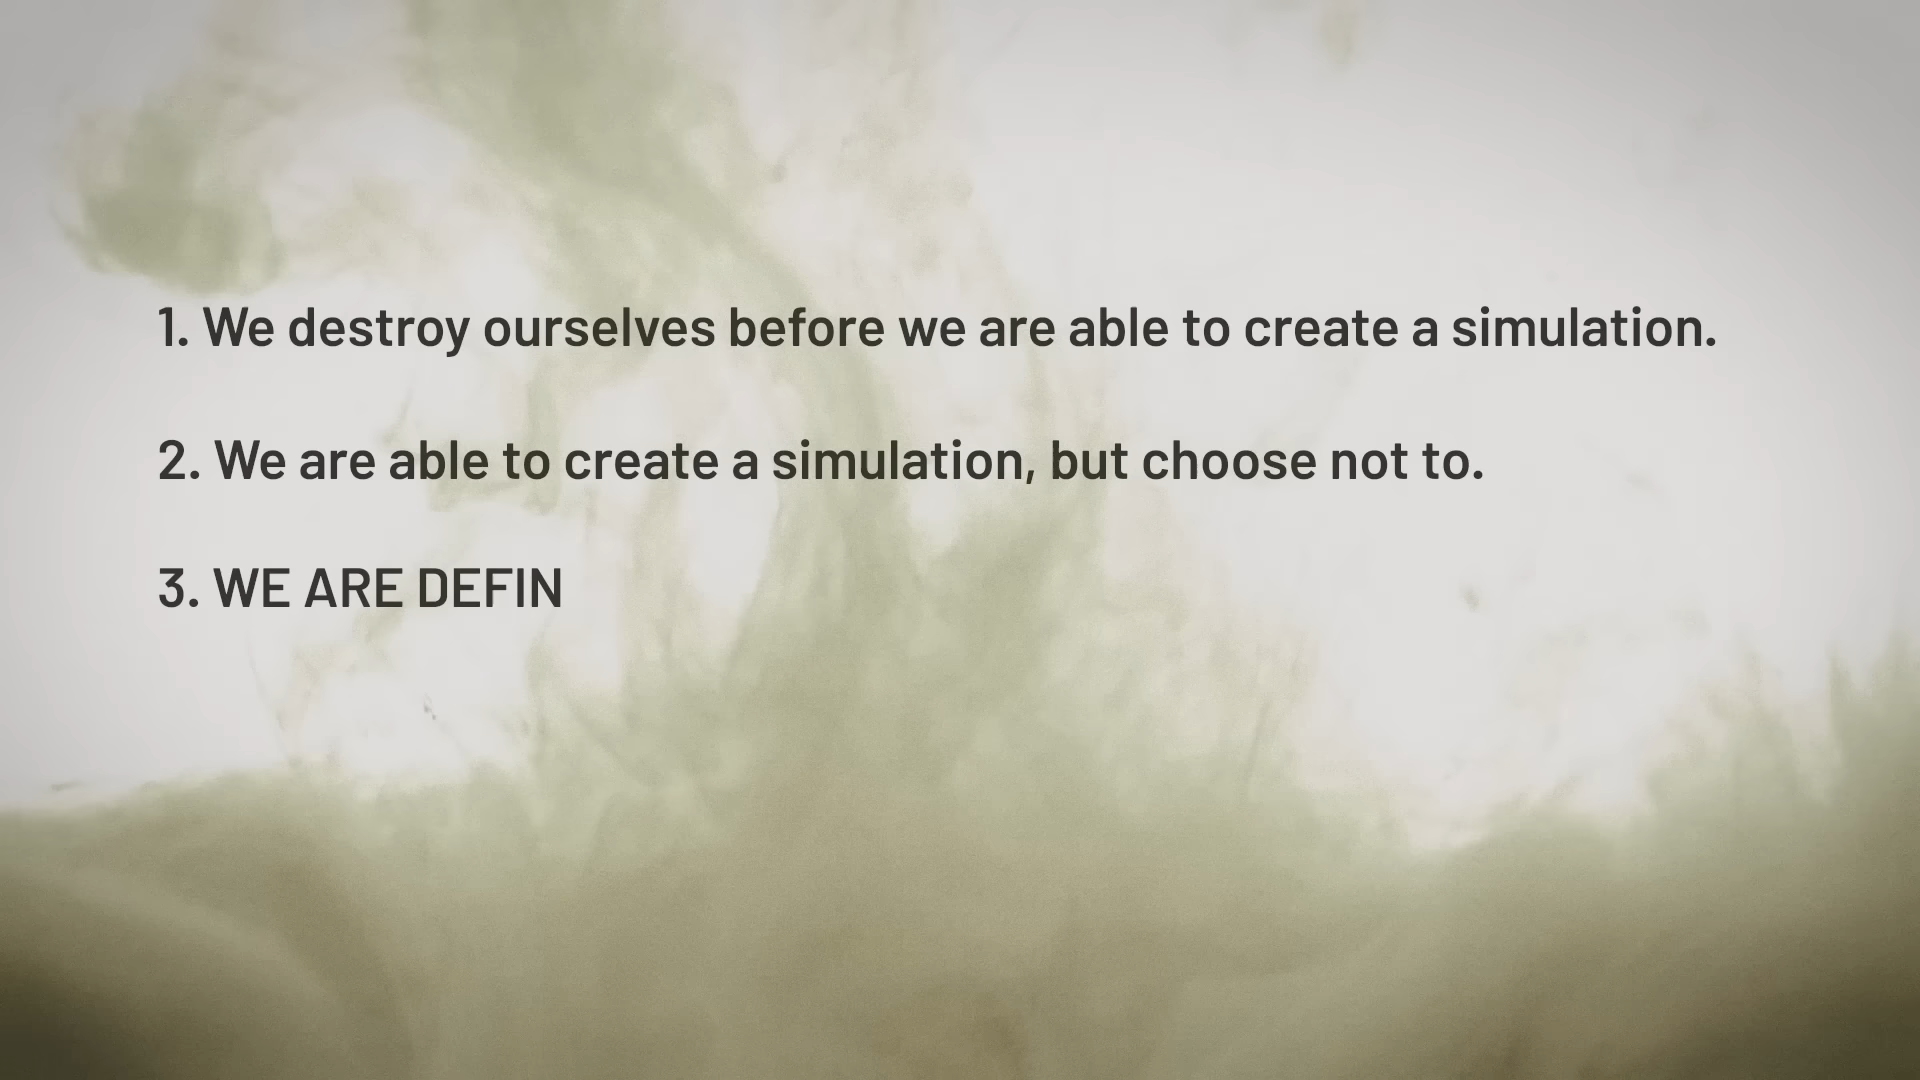 1. We destroy ourselves before we are able to create a simulation.
2. We are able to create a simulation, but choose not to.
3. WE ARE DEFIN